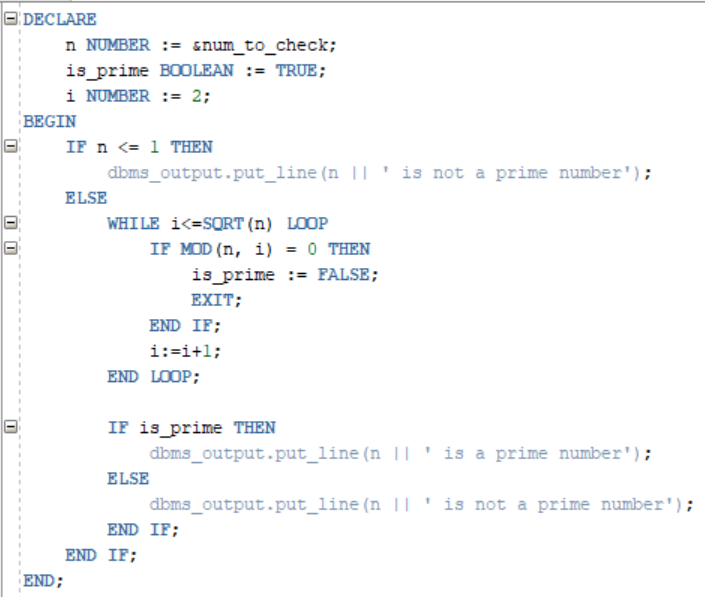 DECLARE
    n NUMBER := &num_to_check;
    is_prime BOOLEAN := TRUE;
    i NUMBER := 2;
BEGIN
    IF n <= 1 THEN
        dbms_output.put_line(n || ' is not a prime number');
    ELSE
        WHILE i<=SQRT(n) LOOP
            IF MOD(n, i) = 0 THEN
                is_prime := FALSE;
                EXIT;
            END IF;
            i:=i+1;
        END LOOP;

        IF is_prime THEN
            dbms_output.put_line(n || ' is a prime number');
        ELSE
            dbms_output.put_line(n || ' is not a prime number');
        END IF;
    END IF;
END;